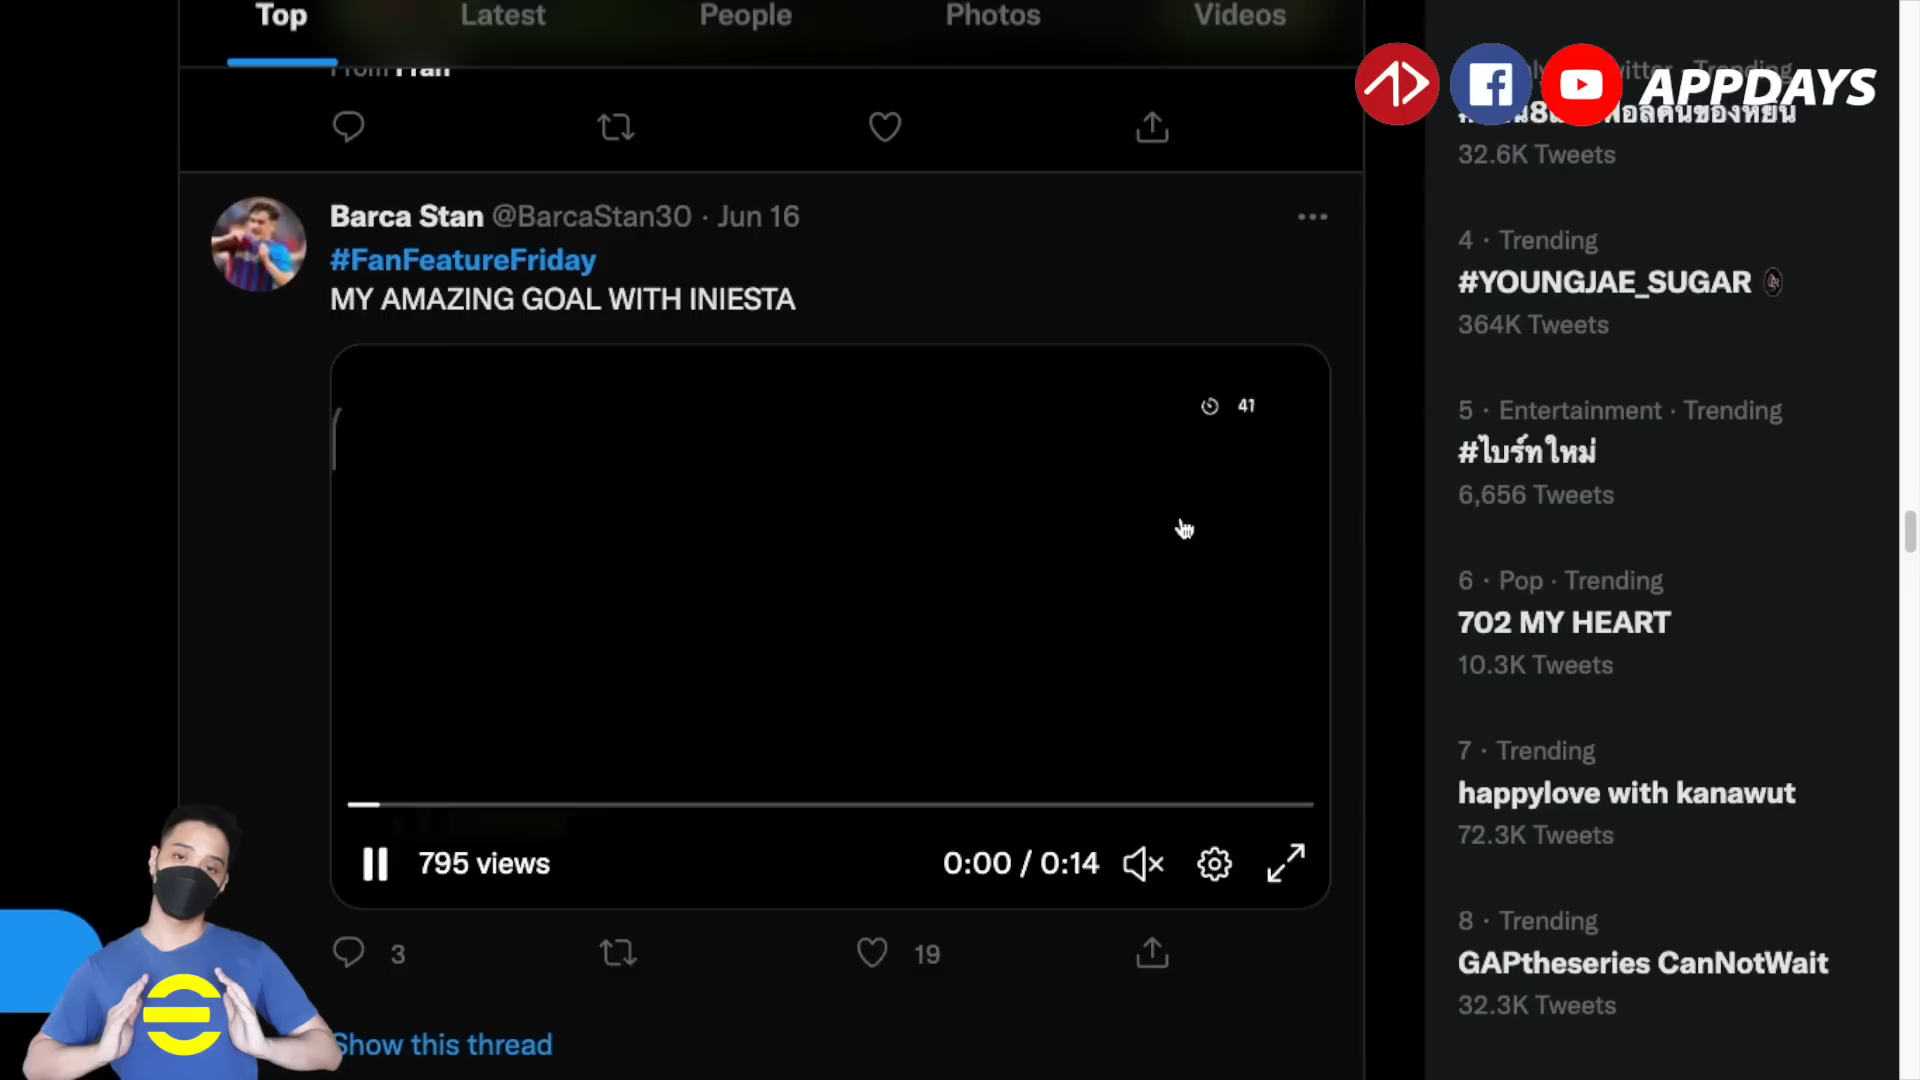 Top
Latest
People
Photos
Videos
From Fran
Barca Stan @BarcaStan30 · Jun 16
#FanFeatureFriday
MY AMAZING GOAL WITH INIESTA
41
795 views
0:00 / 0:14
3
19
Show this thread
APPDAYS
Trending
32.6K Tweets
4 · Trending
#YOUNGJAE_SUGAR
364K Tweets
5 · Entertainment · Trending
#ไบร์ทใหม่
6,656 Tweets
6 · Pop · Trending
702 MY HEART
10.3K Tweets
7 · Trending
happylove with kanawut
72.3K Tweets
8 · Trending
GAPtheseries CanNotWait
32.3K Tweets